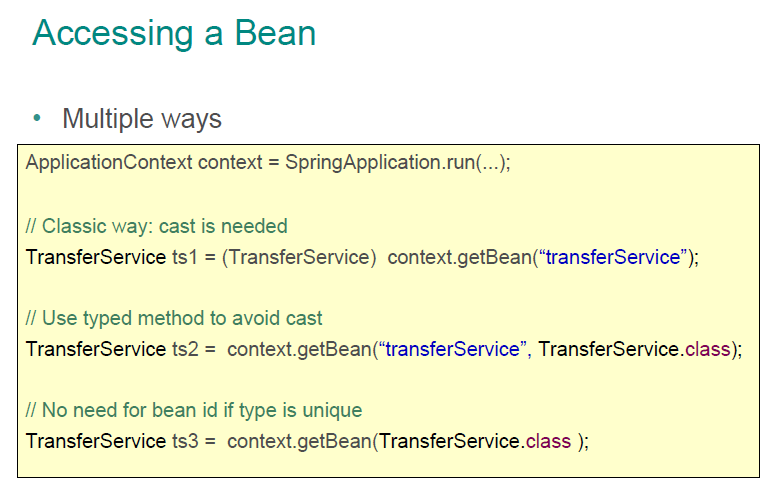 Accessing a Bean
• Multiple ways
ApplicationContext context = SpringApplication.run(...);
// Classic way: cast is needed
TransferService ts1 = (TransferService)  context.getBean(“transferService”);
// Use typed method to avoid cast
TransferService ts2 =  context.getBean(“transferService”, TransferService.class);
// No need for bean id if type is unique
TransferService ts3 =  context.getBean(TransferService.class );